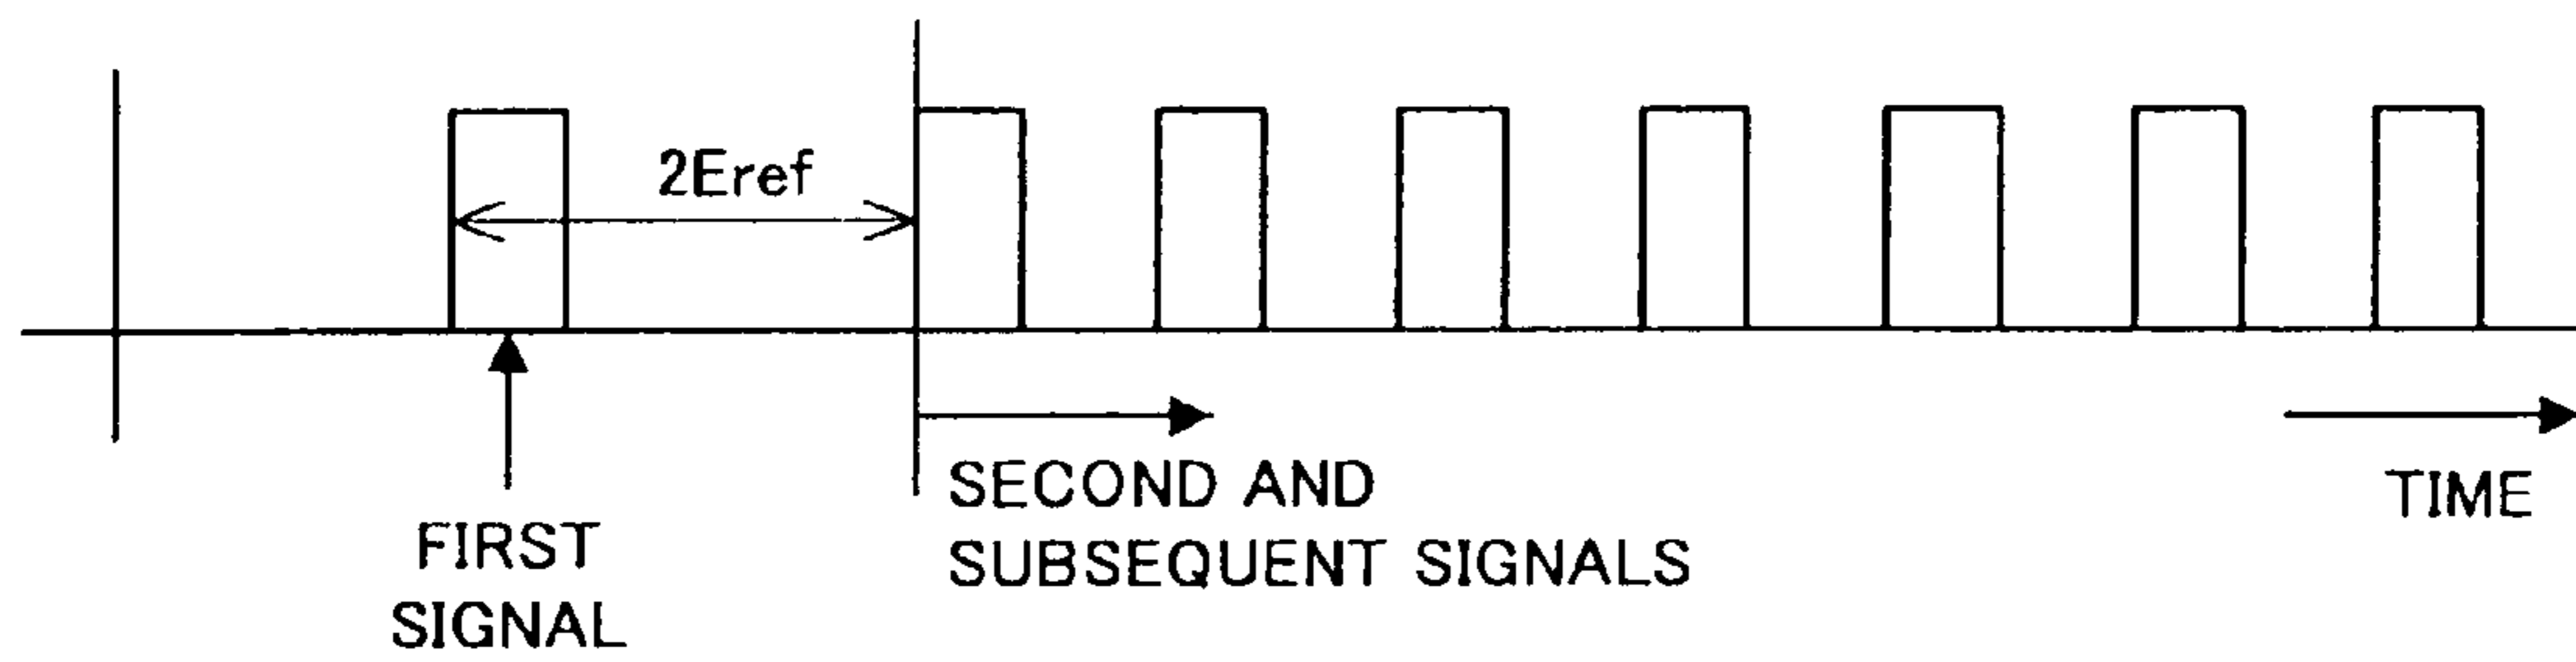 2Eref
FIRST
SIGNAL
SECOND AND
SUBSEQUENT SIGNALS
TIME